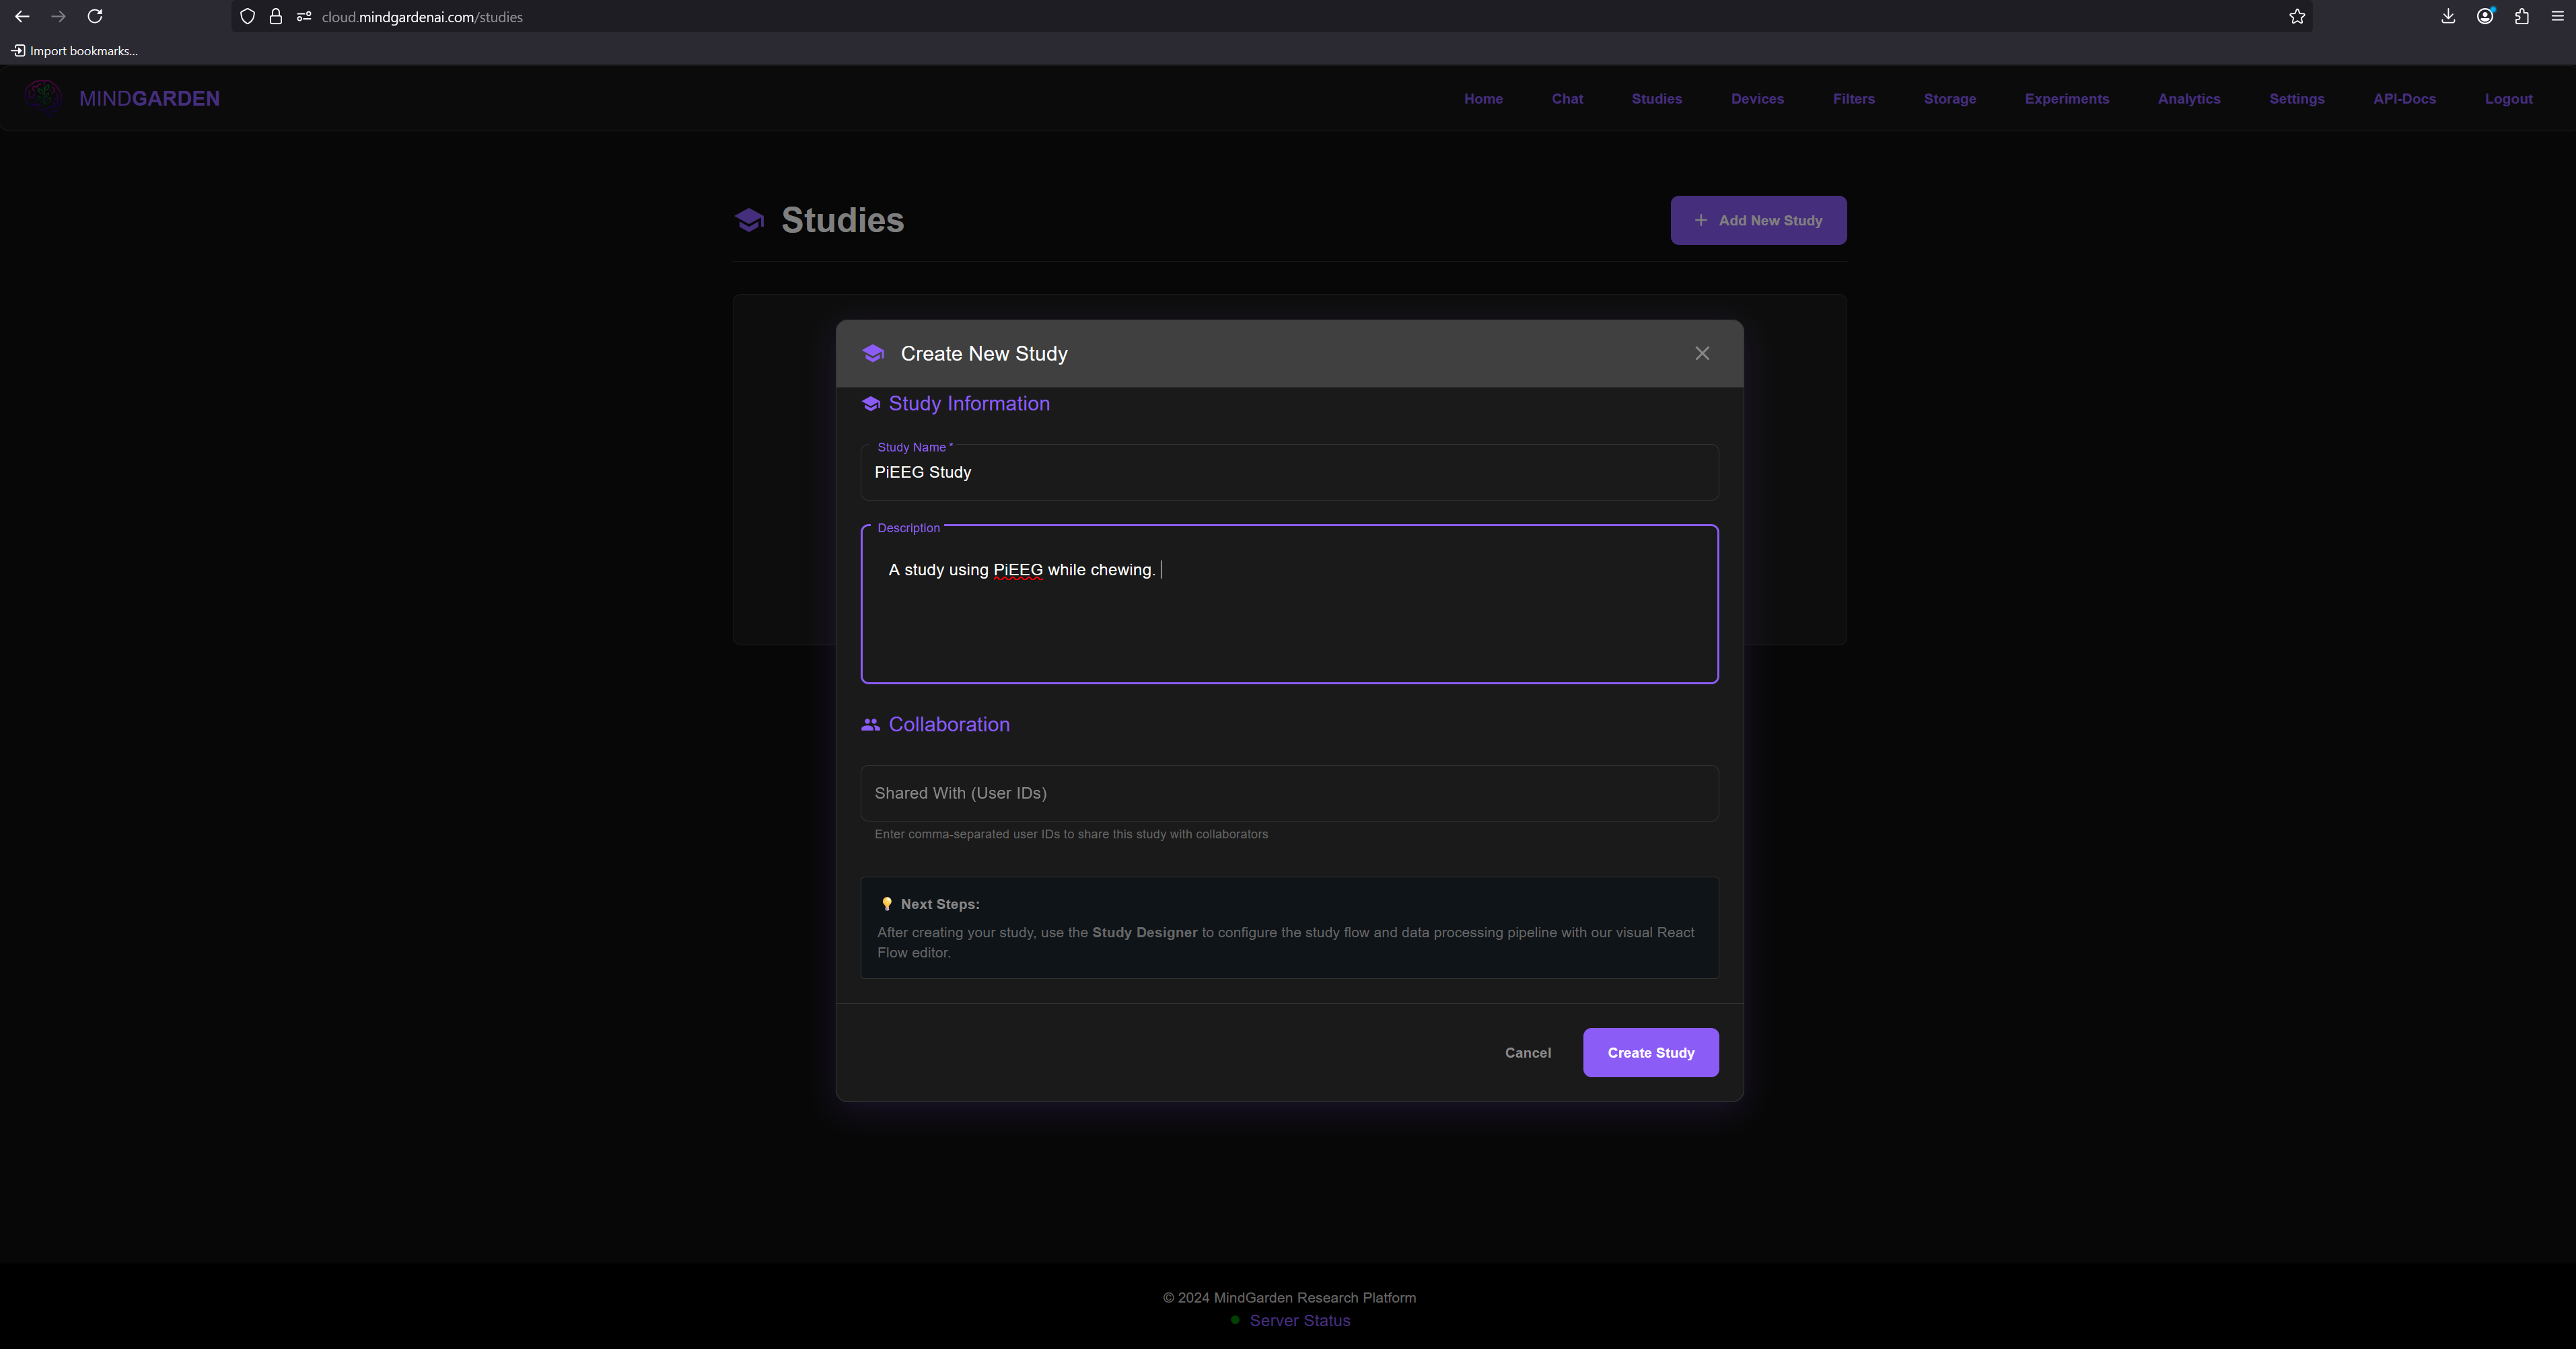 cloud.mindgardenai.com/studies
Import bookmarks...
MINDGARDEN
Home Chat Studies Devices Filters Storage Experiments Analytics Settings API-Docs Logout
Studies
+ Add New Study
Create New Study
Study Information
Study Name *
PiEEG Study
Description
A study using PiEEG while chewing.
Collaboration
Shared With (User IDs)
Enter comma-separated user IDs to share this study with collaborators
Next Steps:
After creating your study, use the Study Designer to configure the study flow and data processing pipeline with our visual React
Flow editor.
Cancel
Create Study
© 2024 MindGarden Research Platform
Server Status